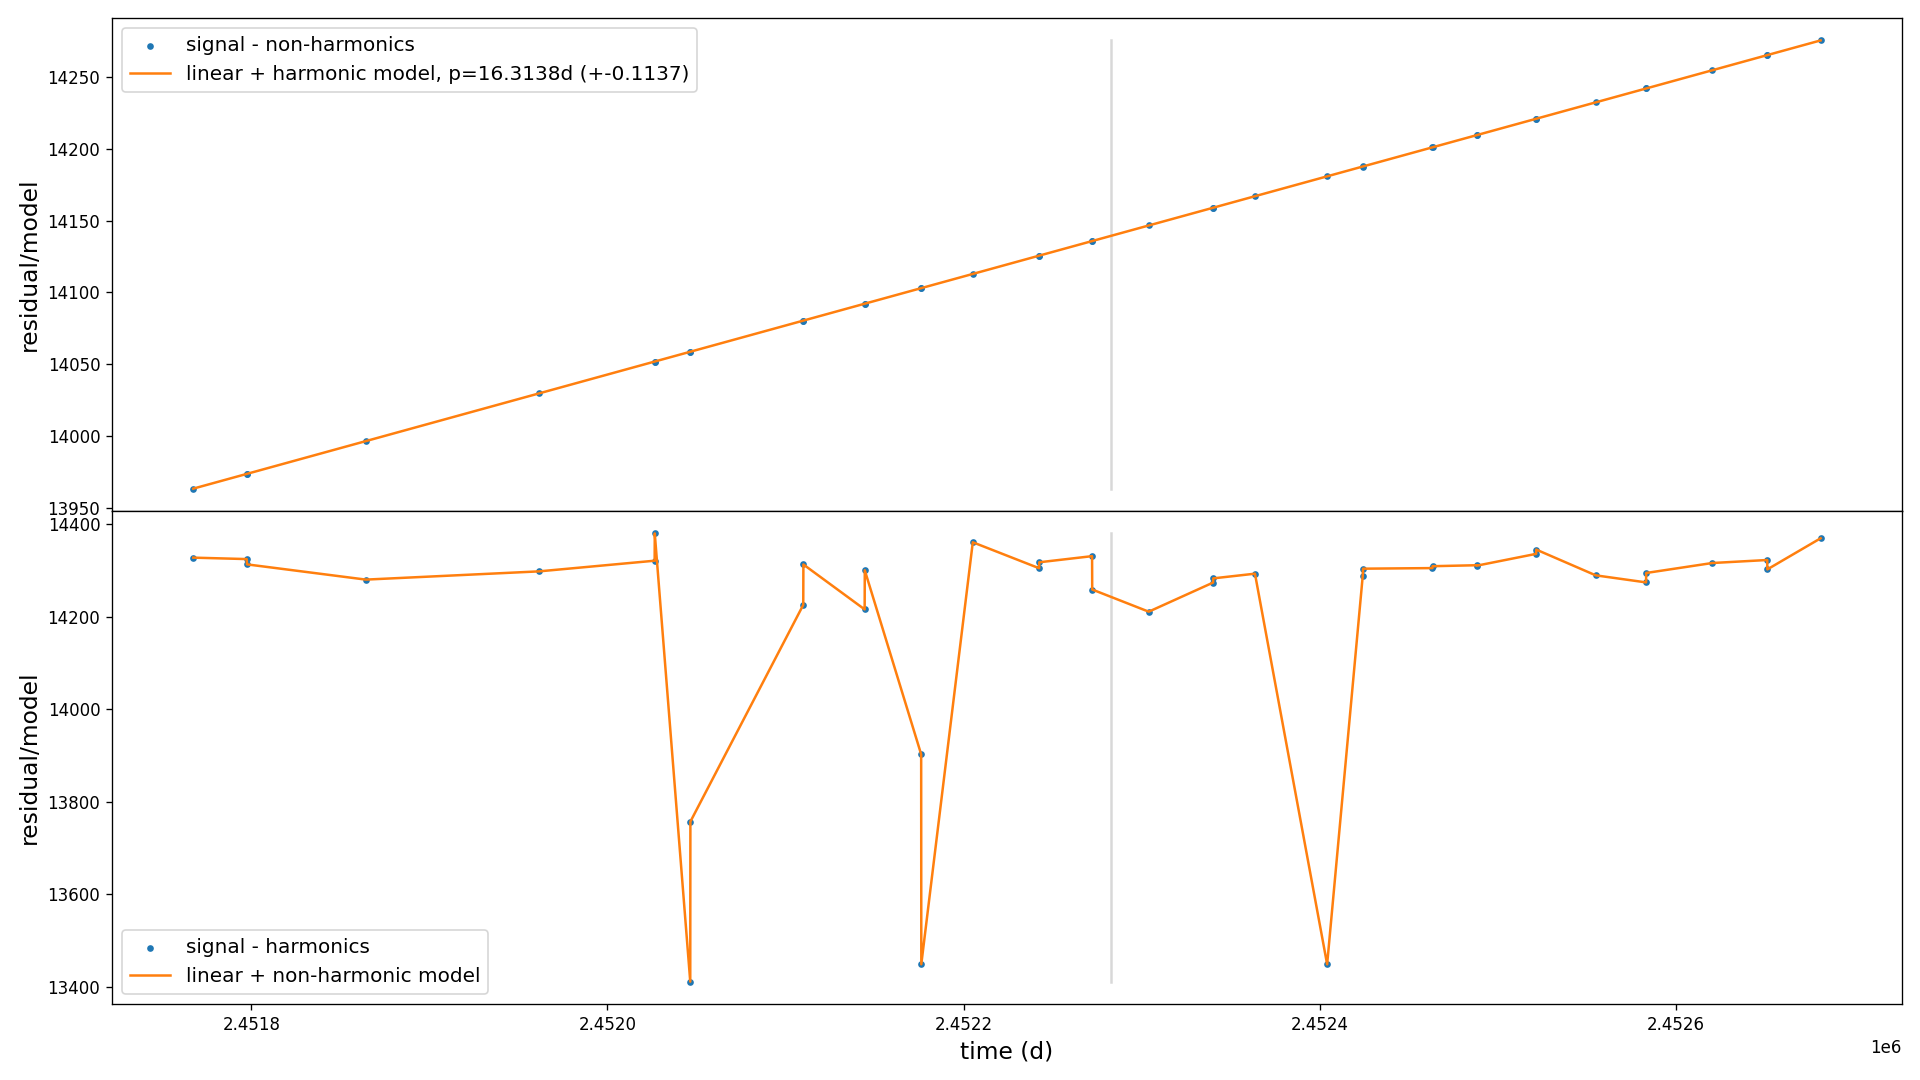 signal - non-harmonics
linear + harmonic model, p=16.3138d (+-0.1137)
14250
14200
14150
14100
14050
14000
13950
residual/model
14400
14200
14000
13800
13600
13400
residual/model
signal - harmonics
linear + non-harmonic model
2.4518 2.4520 2.4522 2.4524 2.4526
1e6
time (d)